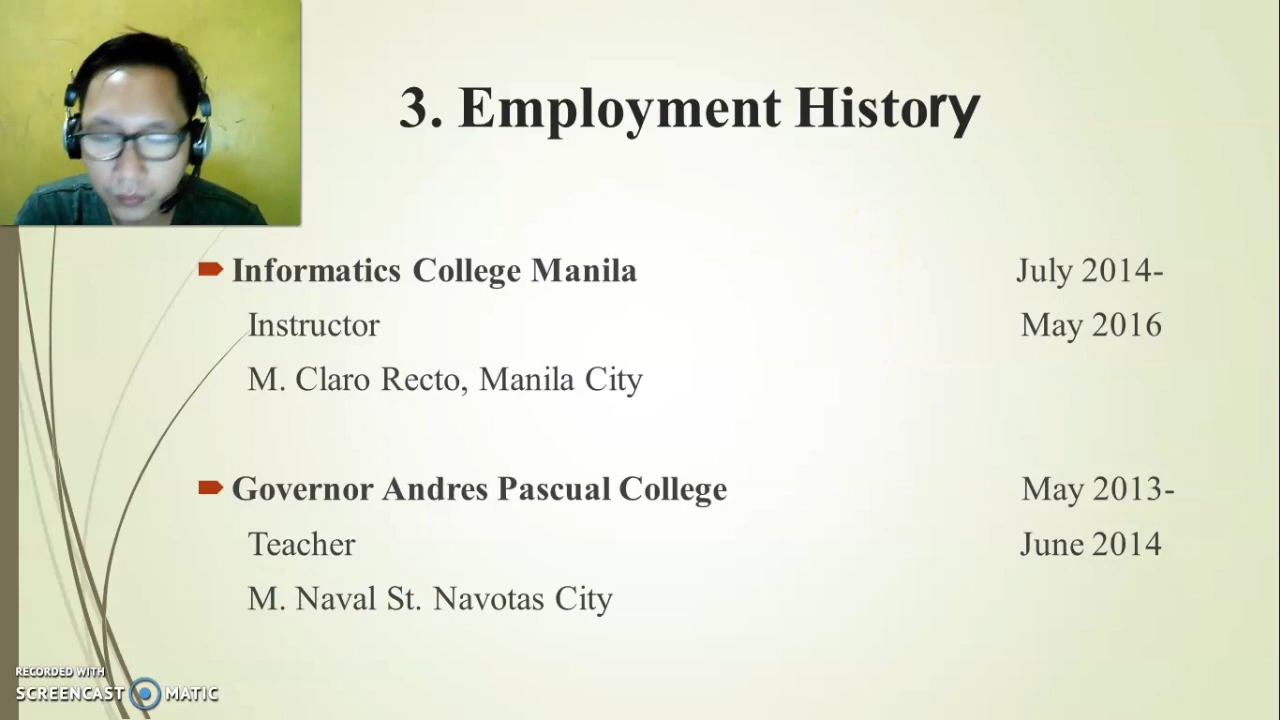 3. Employment History
Informatics College Manila July 2014-
Instructor May 2016
M. Claro Recto, Manila City
Governor Andres Pascual College May 2013-
Teacher June 2014
M. Naval St. Navotas City
RECORDED WITH
SCREENCAST MATIC